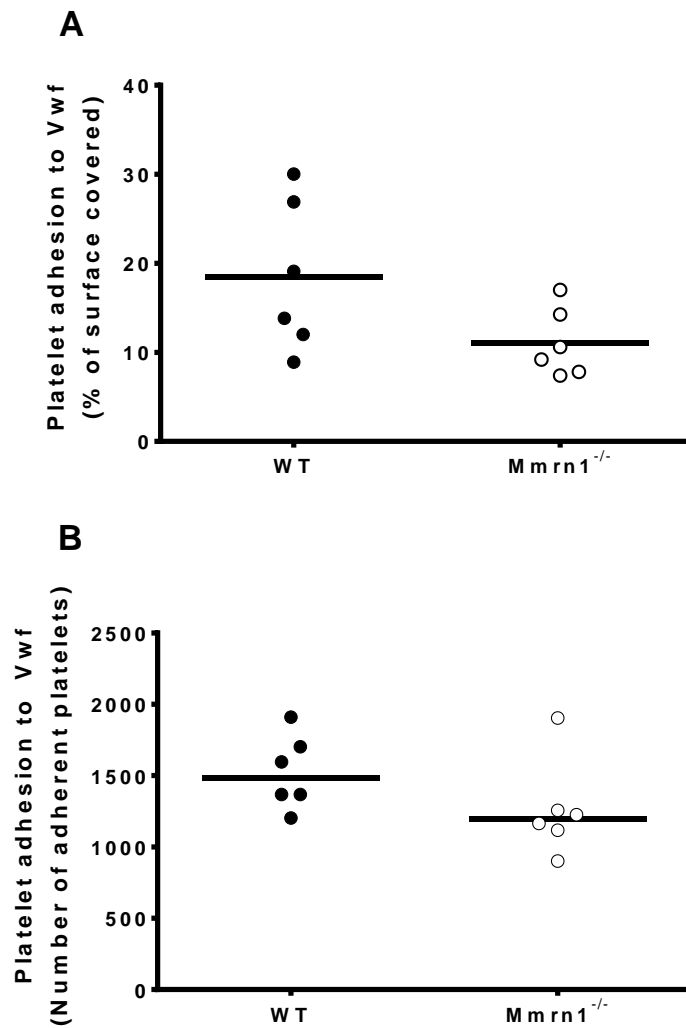 A
Platelet adhesion to Vwf
(% of surface covered)
40
30
20
10
0
WT
Mmrn1-/-
B
Platelet adhesion to Vwf
(Number of adherent platelets)
2500
2000
1500
1000
500
0
WT
Mmrn1-/-